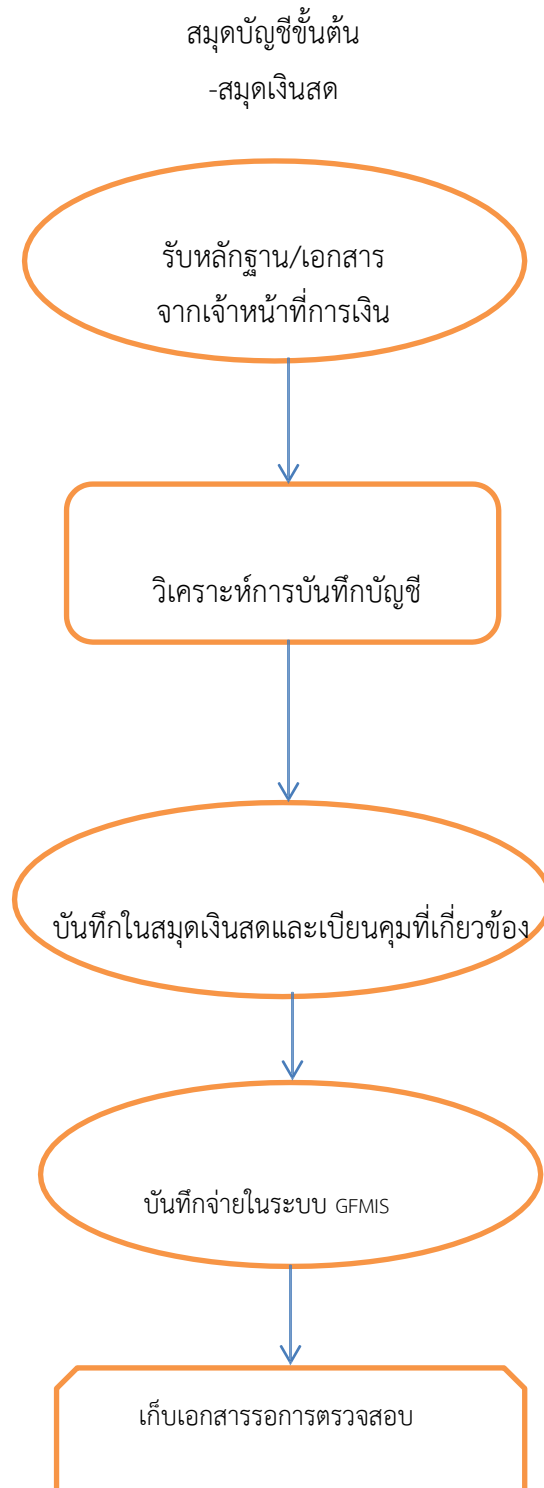 สมุดบัญชีขั้นต้น
-สมุดเงินสด
รับหลักฐาน/เอกสาร
จากเจ้าหน้าที่การเงิน
วิเคราะห์การบันทึกบัญชี
บันทึกในสมุดเงินสดและเบียนคุมที่เกี่ยวข้อง
บันทึกจ่ายในระบบ GFMIS
เก็บเอกสารรอการตรวจสอบ